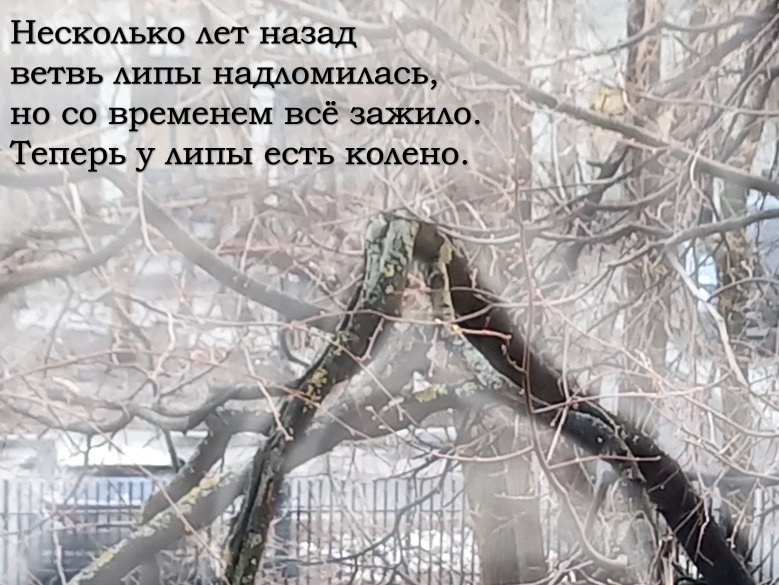 Несколько лет назад
ветвь липы надломилась,
но со временем всё зажило.
Теперь у липы есть колено.